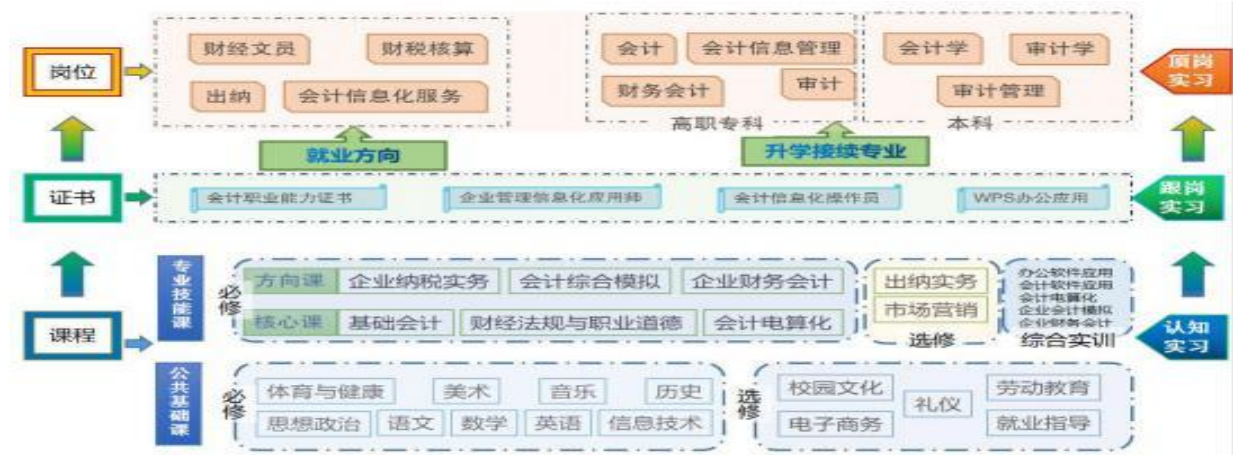 岗位
财经文员
财税核算
出纳
会计信息化服务
会计
会计信息管理
财务会计
审计
高职专科
会计学
审计学
审计管理
本科
顶岗
实习
就业方向
升学接续专业
证书
会计职业能力证书
企业管理信息化应用师
会计信息化操作员
WPS办公应用
跟岗
实习
课程
专业技能课
必修
方向课
企业纳税实务
会计综合模拟
企业财务会计
核心课
基础会计
财经法规与职业道德
会计电算化
出纳实务
市场营销
选修
办公软件应用
会计软件应用
会计电算化
企业会计模拟
企业财务会计
综合实训
认知
实习
公共基础课
必修
体育与健康
美术
音乐
历史
思想政治
语文
数学
英语
信息技术
选修
校园文化
礼仪
劳动教育
电子商务
就业指导